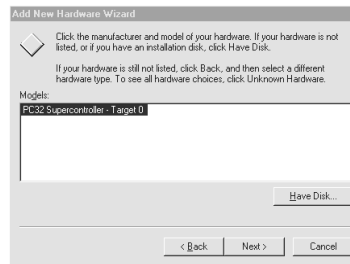 Add New Hardware Wizard
Click the manufacturer and model of your hardware. If your hardware is not
listed, or if you have an installation disk, click Have Disk.
If your hardware is still not listed, click Back, and then select a different
hardware type. To see all hardware choices, click Unknown Hardware.
Models:
PC32 Supercontroller - Target 0
Have Disk...
< Back
Next >
Cancel